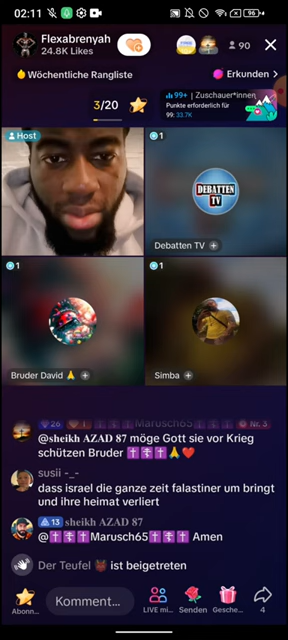 02:11
96
Flexabrenyah
24.8K Likes
90
Wöchentliche Rangliste
Erkunden >
3/20
99+ | Zuschauer*innen
Punkte erforderlich für
99: 33.7K
Host
1
DEBATTEN
TV
Debatten TV +
1
Bruder David 🙏 +
1
Simba +
26 Marusch65 Nr. 3
@𝐬𝐡𝐞𝐢𝐤𝐡 𝐀𝐙𝐀𝐃 𝟖𝟕 möge Gott sie vor Krieg
schützen Bruder ✝️☦️✝️🙏❤️
susii -_-
dass israel die ganze zeit falastiner um bringt
und ihre heimat verliert
13 𝐬𝐡𝐞𝐢𝐤𝐡 𝐀𝐙𝐀𝐃 𝟖𝟕
@✝️☦️✝️Marusch65✝️☦️✝️ Amen
Der Teufel 👹 ist beigetreten
Abonn...
Komment...
LIVE mi...
Senden
Gesche...
4